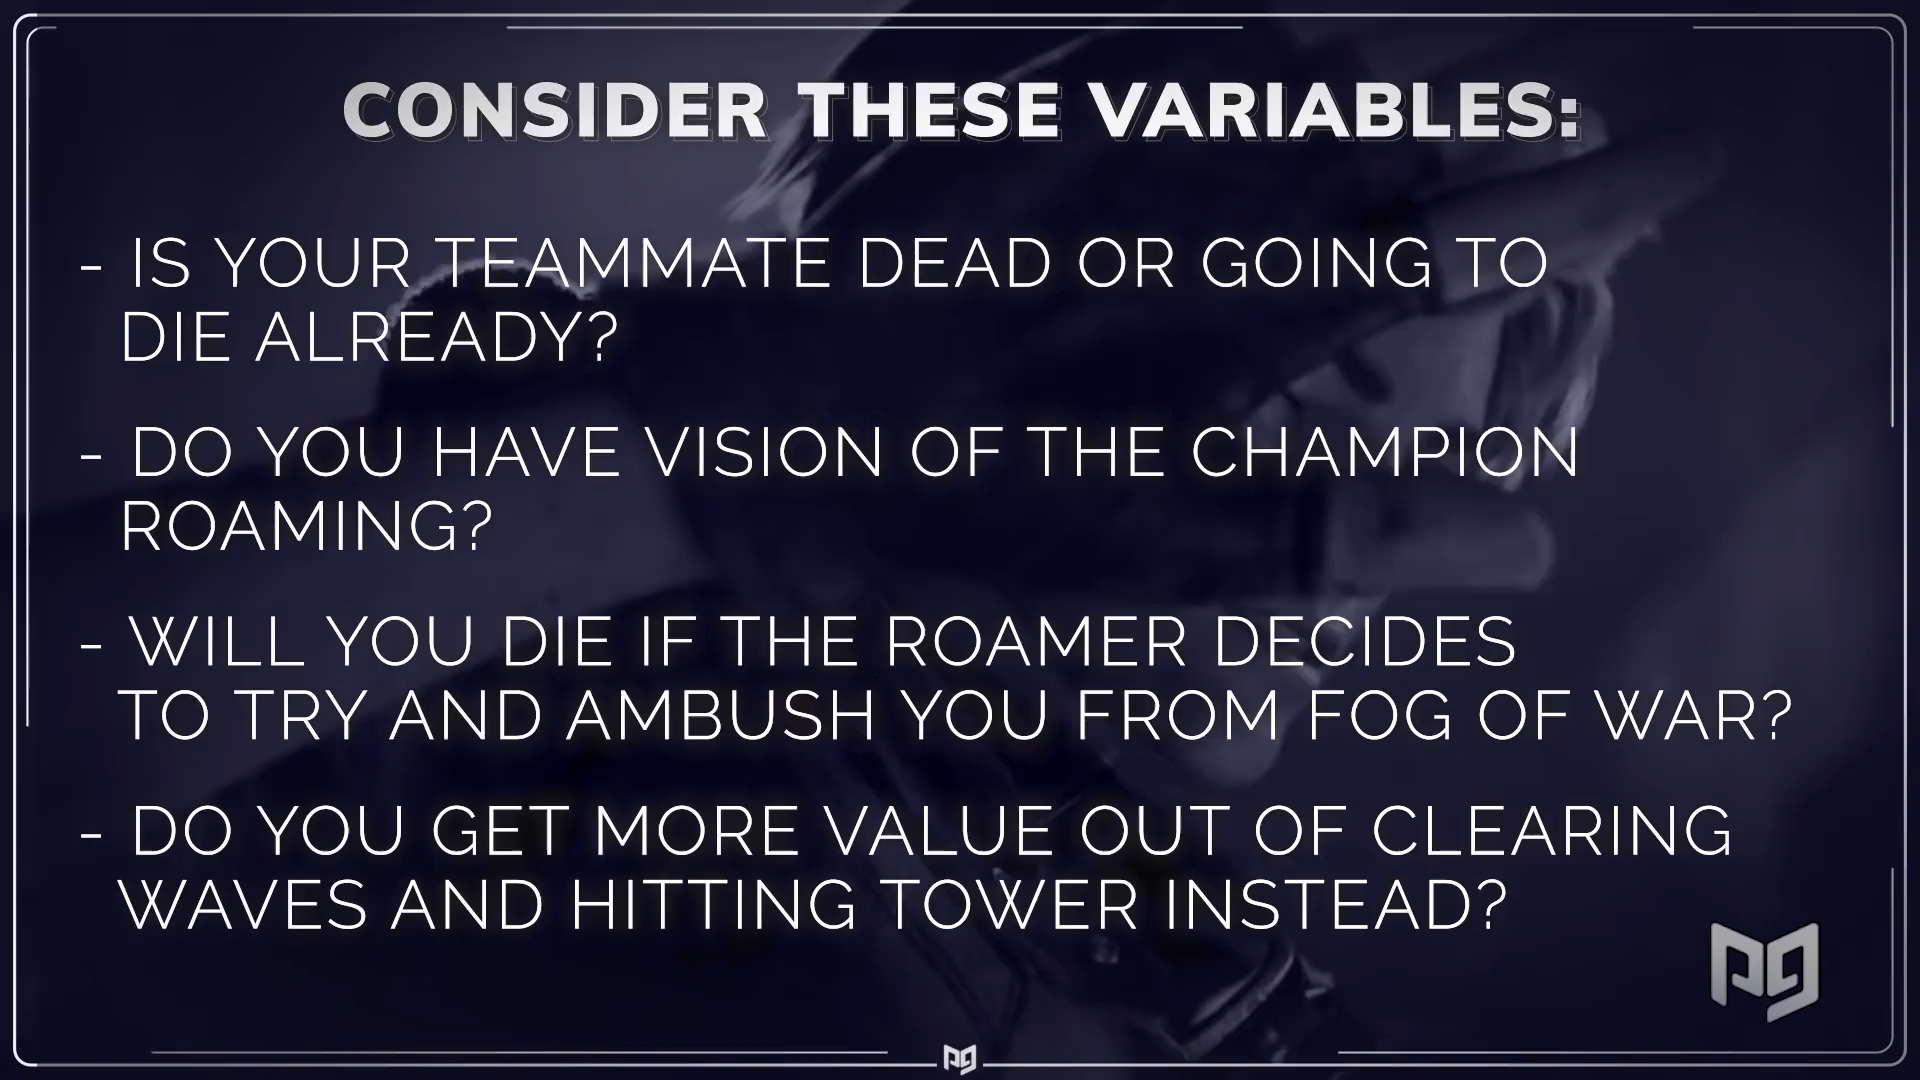 CONSIDER THESE VARIABLES:
- IS YOUR TEAMMATE DEAD OR GOING TO
DIE ALREADY?
- DO YOU HAVE VISION OF THE CHAMPION
ROAMING?
- WILL YOU DIE IF THE ROAMER DECIDES
TO TRY AND AMBUSH YOU FROM FOG OF WAR?
- DO YOU GET MORE VALUE OUT OF CLEARING
WAVES AND HITTING TOWER INSTEAD?
pg
pg